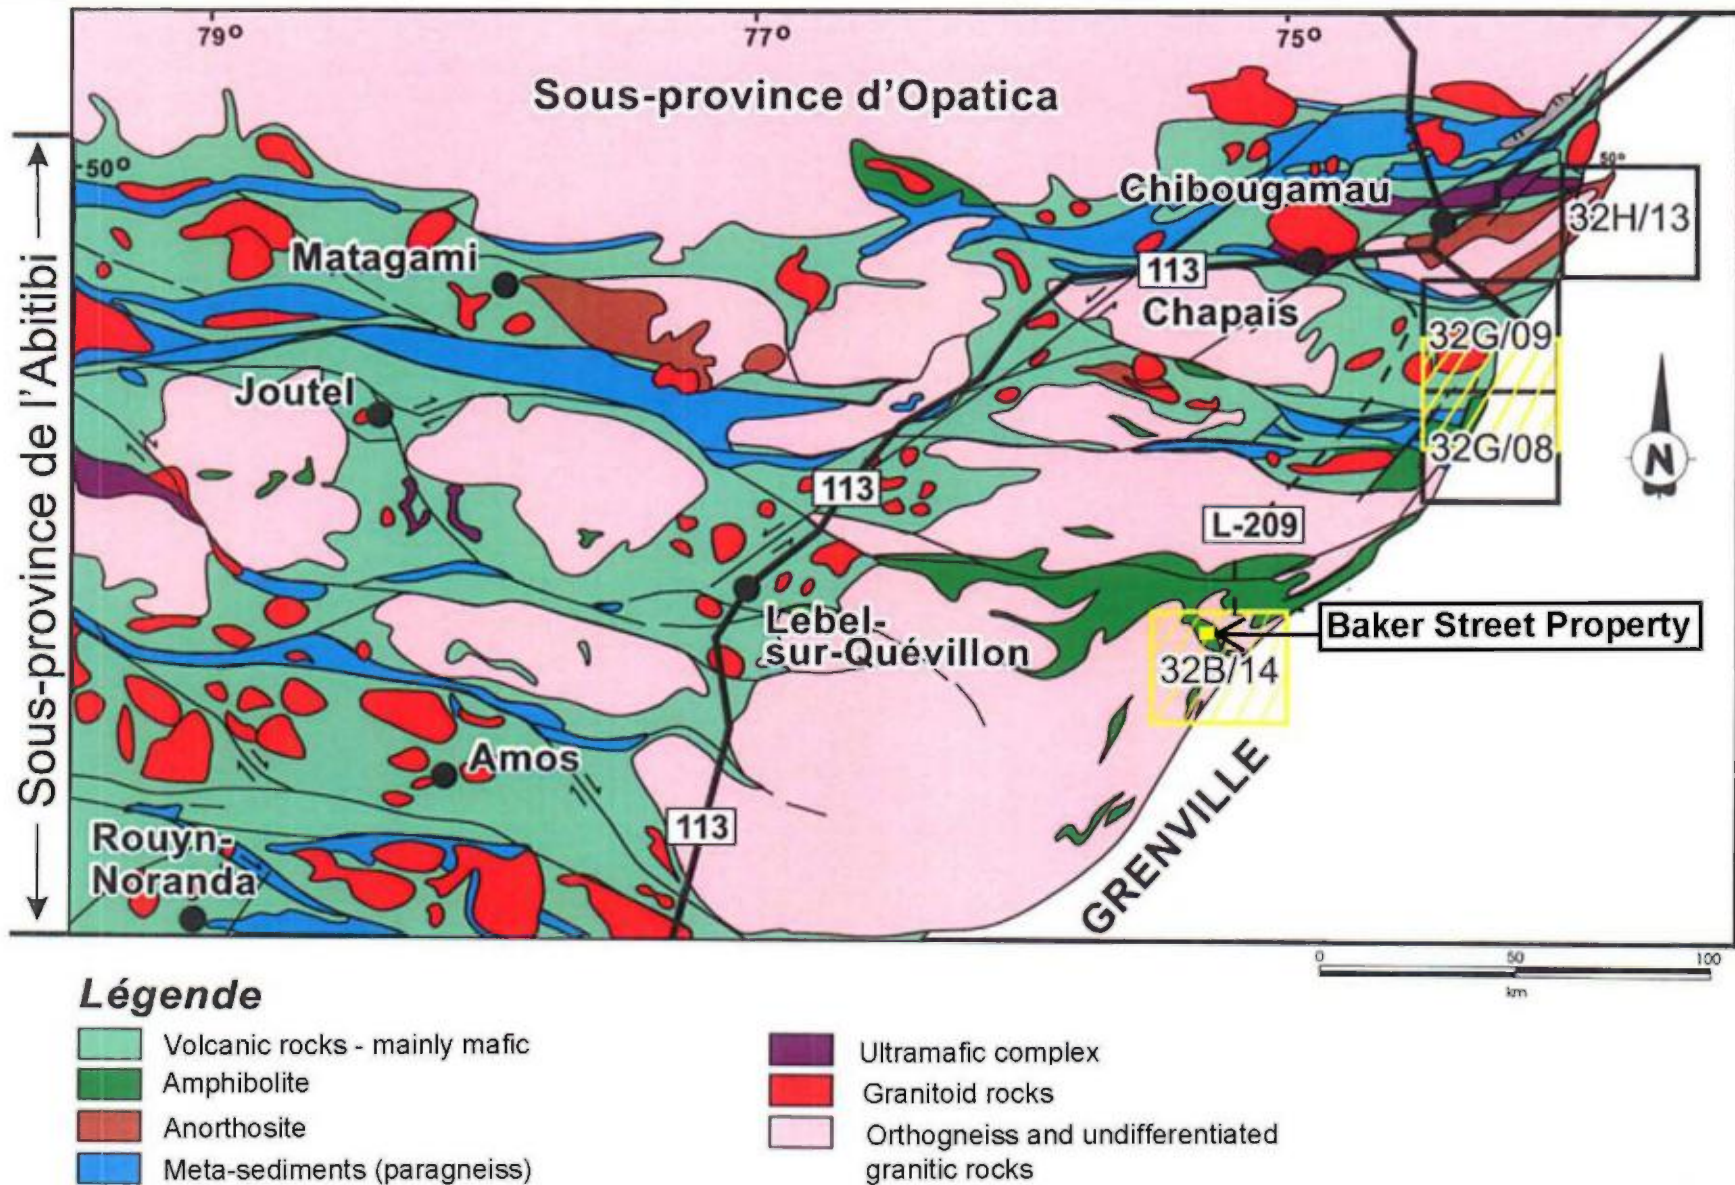 79° 77° 75°
Sous-province d'Opatica
50° 50°
Chibougamau
32H/13
Matagami
113
Chapais
32G/09
Joutel
32G/08
N
113
L-209
Sous-province de l'Abitibi
Lebel-
sur-Quévillon
Baker Street Property
32B/14
Amos
113
Rouyn-
Noranda
GRENVILLE
0 50 100
km
Légende
Volcanic rocks - mainly mafic
Amphibolite
Anorthosite
Meta-sediments (paragneiss)
Ultramafic complex
Granitoid rocks
Orthogneiss and undifferentiated
granitic rocks